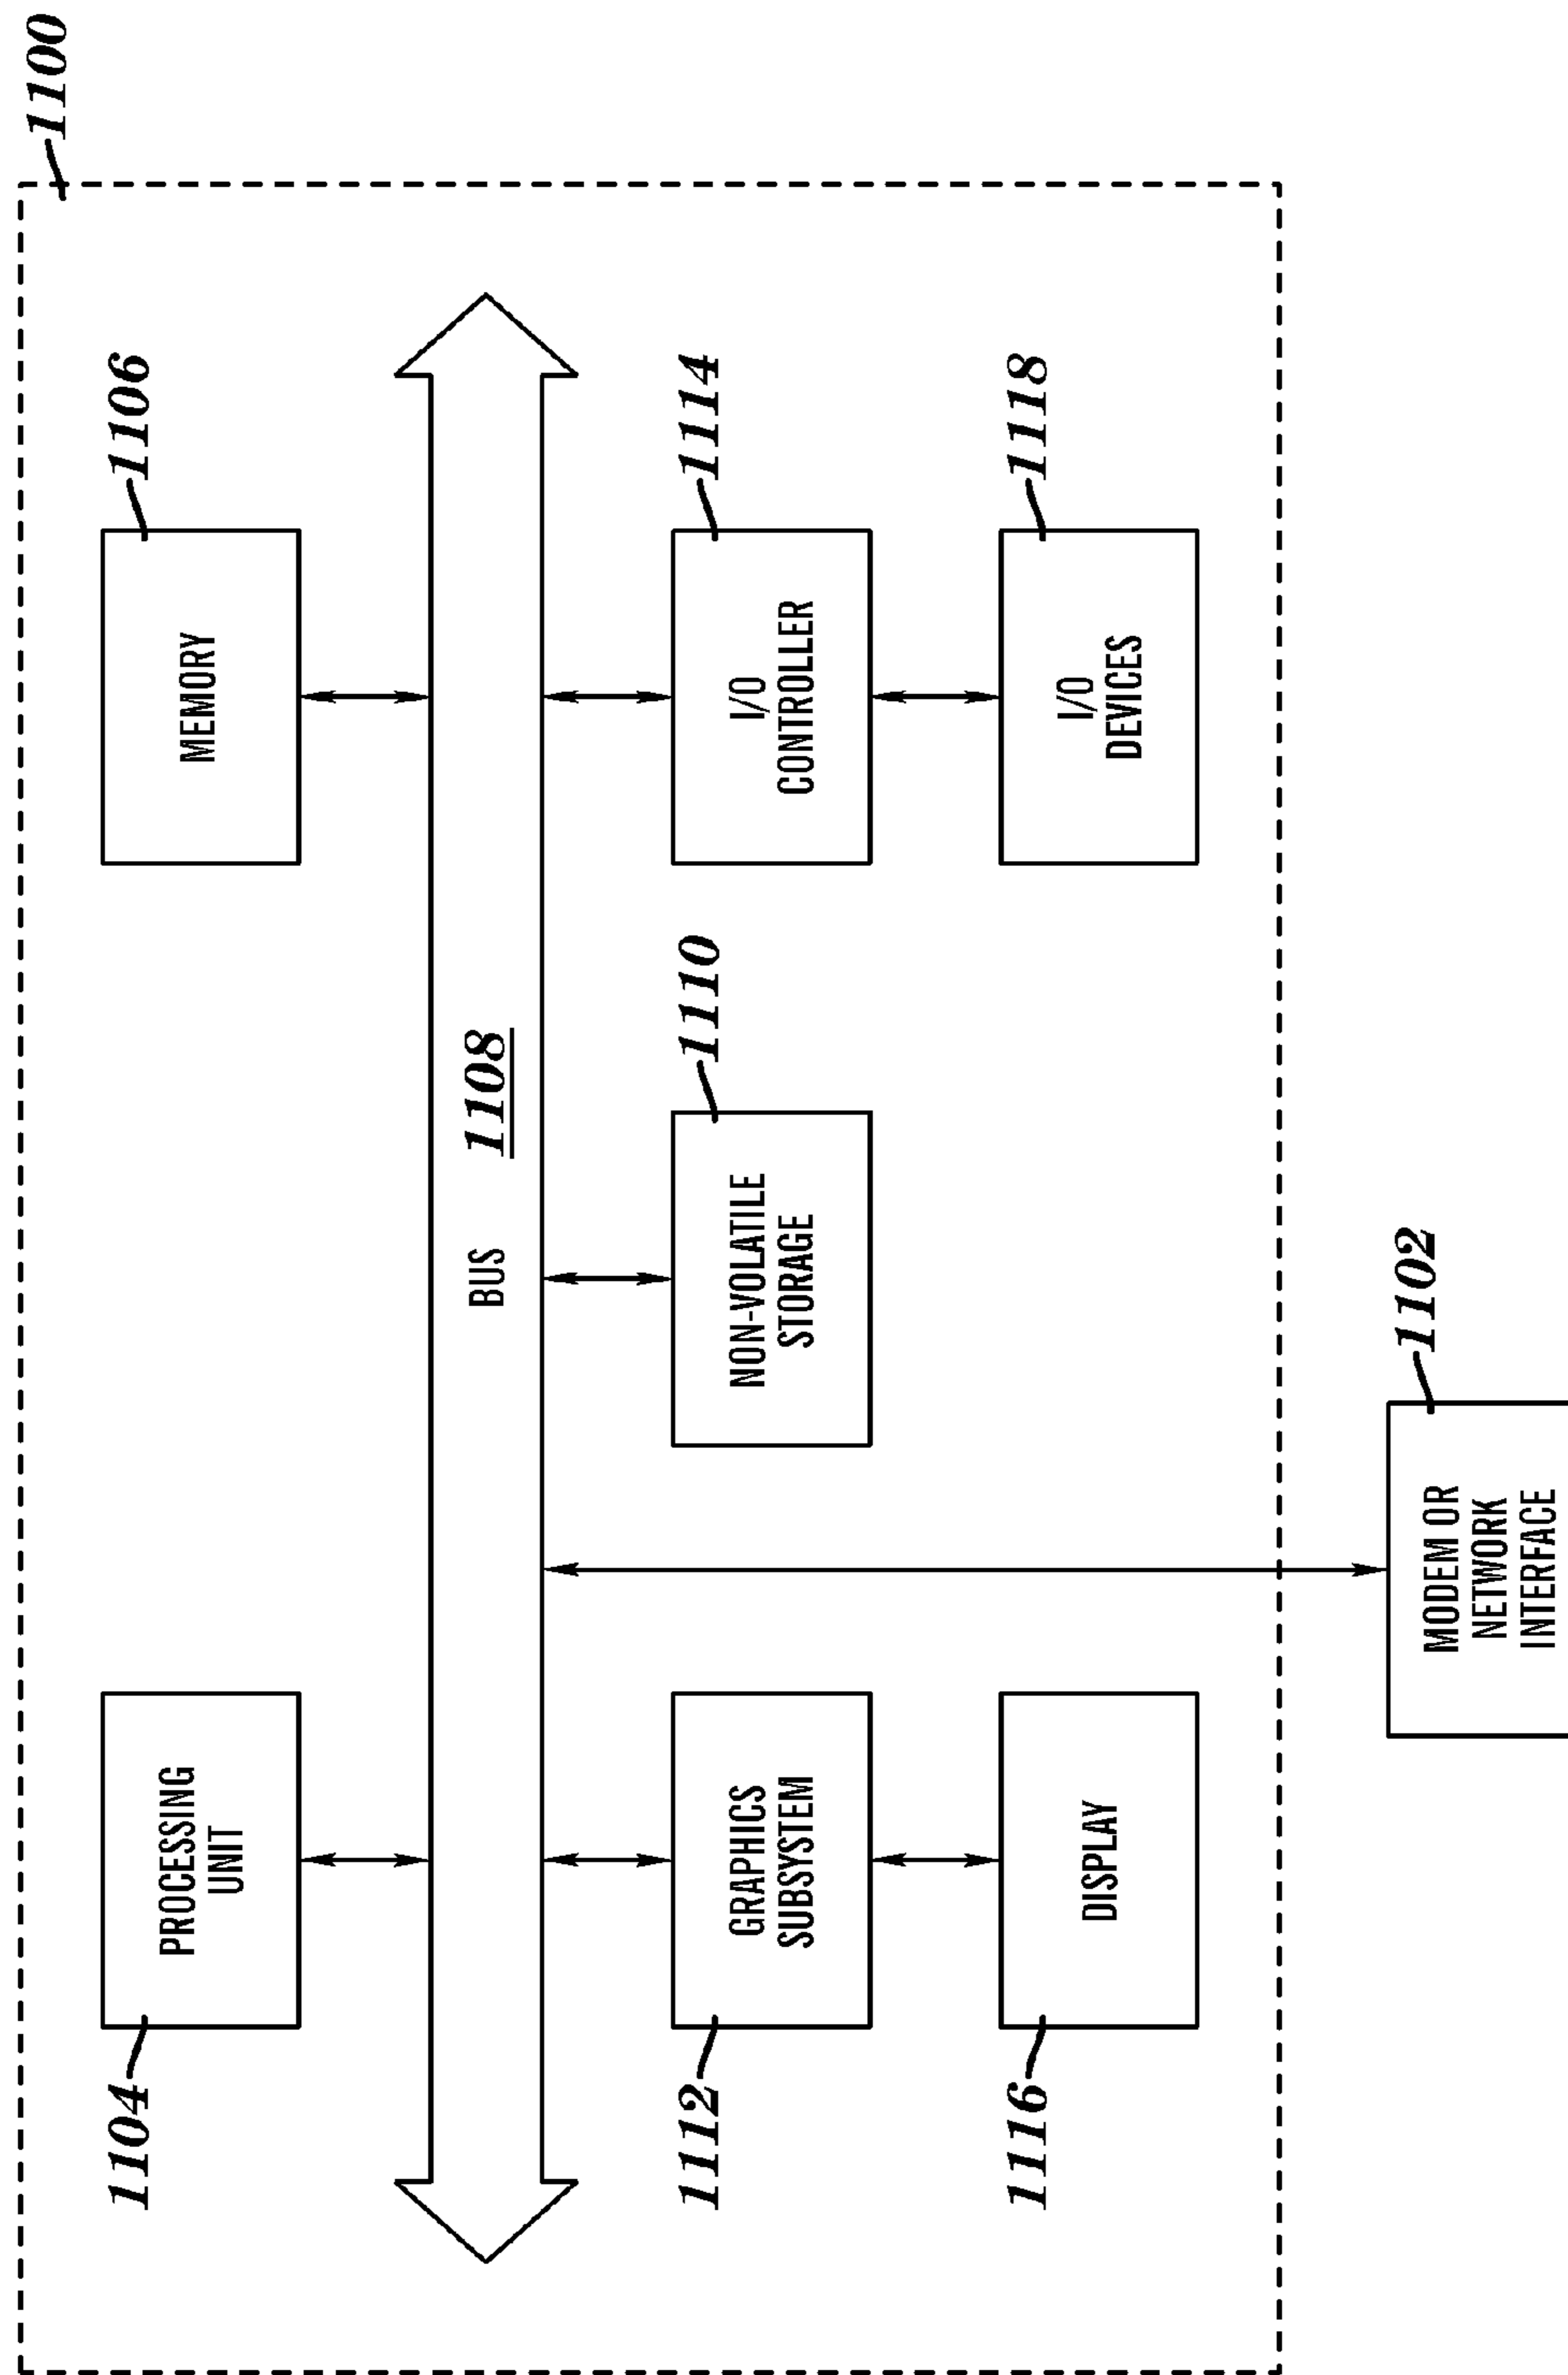 1100
1104
PROCESSING
UNIT
MEMORY
1106
BUS 1108
1112
GRAPHICS
SUBSYSTEM
NON-VOLATILE
STORAGE
1110
I/O
CONTROLLER
1114
1116
DISPLAY
I/O
DEVICES
1118
MODEM OR
NETWORK
INTERFACE
1102